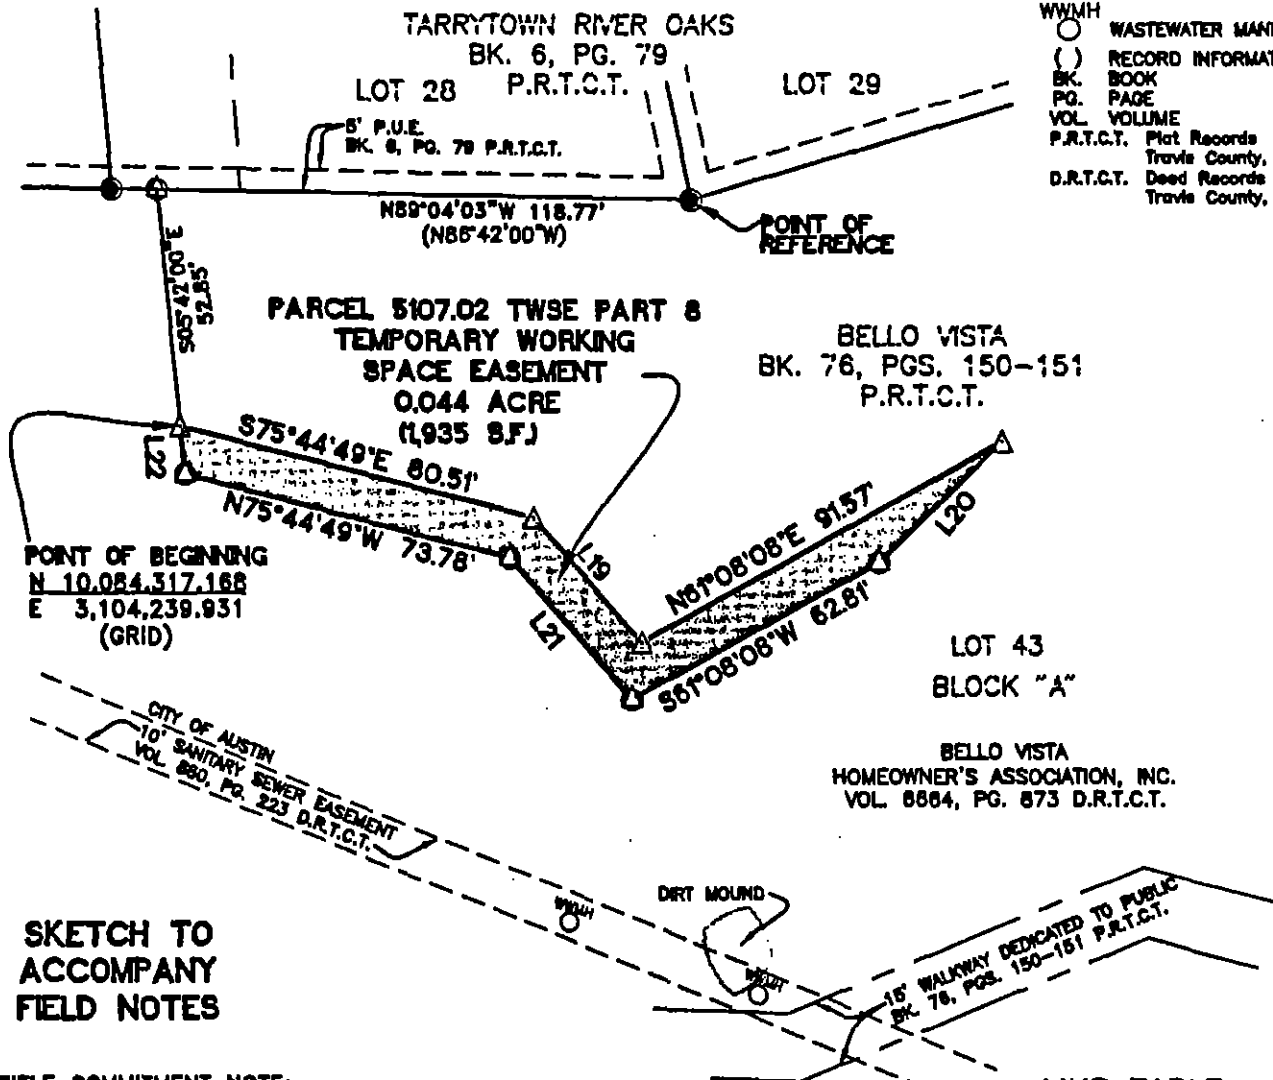 TARRYTOWN RIVER OAKS
BK. 6, PG. 79
P.R.T.C.T.
LOT 28
LOT 29
5' P.U.E.
BK. 6, PG. 79 P.R.T.C.T.
WWMH
WASTEWATER
( ) RECORD
BK. BOOK
PG. PAGE
VOL. VOLUME
P.R.T.C.T. Plat Records
Travis County,
D.R.T.C.T. Deed Records
Travis County,
N89°04'03"W 118.77'
(N86°42'00"W)
POINT OF
REFERENCE
S05°42'00"E
52.85'
PARCEL 5107.02 TWSE PART 8
TEMPORARY WORKING
SPACE EASEMENT
0.044 ACRE
(1,935 S.F.)
BELLO VISTA
BK. 76, PGS. 150-151
P.R.T.C.T.
S75°44'49"E 80.51'
L22
N75°44'49"W 73.78'
L19
L21
N61°08'08"E 91.57'
L20
S61°08'08"W 62.81'
POINT OF BEGINNING
N 10,084,317.168
E 3,104,239.931
(GRID)
LOT 43
BLOCK "A"
BELLO VISTA
HOMEOWNER'S ASSOCIATION, INC.
VOL. 8684, PG. 873 D.R.T.C.T.
CITY OF AUSTIN
10' SANITARY SEWER EASEMENT
VOL. 880, PG. 223 D.R.T.C.T.
WWMH
DIRT MOUND
WWMH
15' WALKWAY DEDICATED TO PUBLIC
BK. 76, PGS. 150-151 P.R.T.C.T.
SKETCH TO
ACCOMPANY
FIELD NOTES
COMMITMENT NOTE: